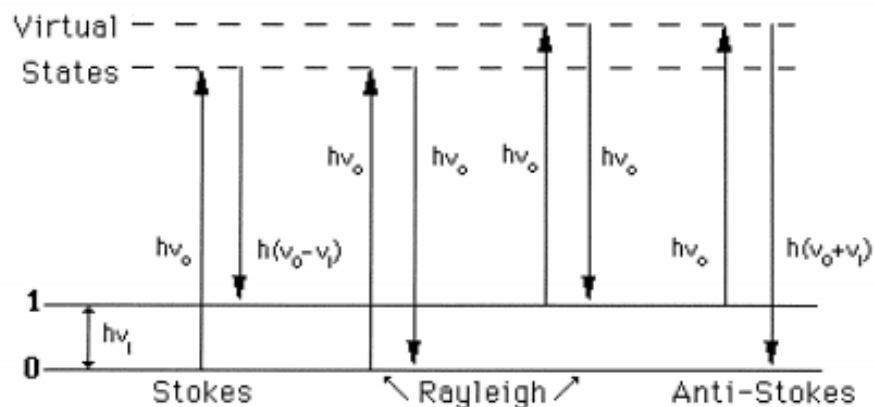 Virtual
States
hν₀ hν₀ hν₀ hν₀
hν₀ h(ν₀-ν₁) hν₀ h(ν₀+ν₁)
1
hν₁
0
Stokes Rayleigh Anti-Stokes